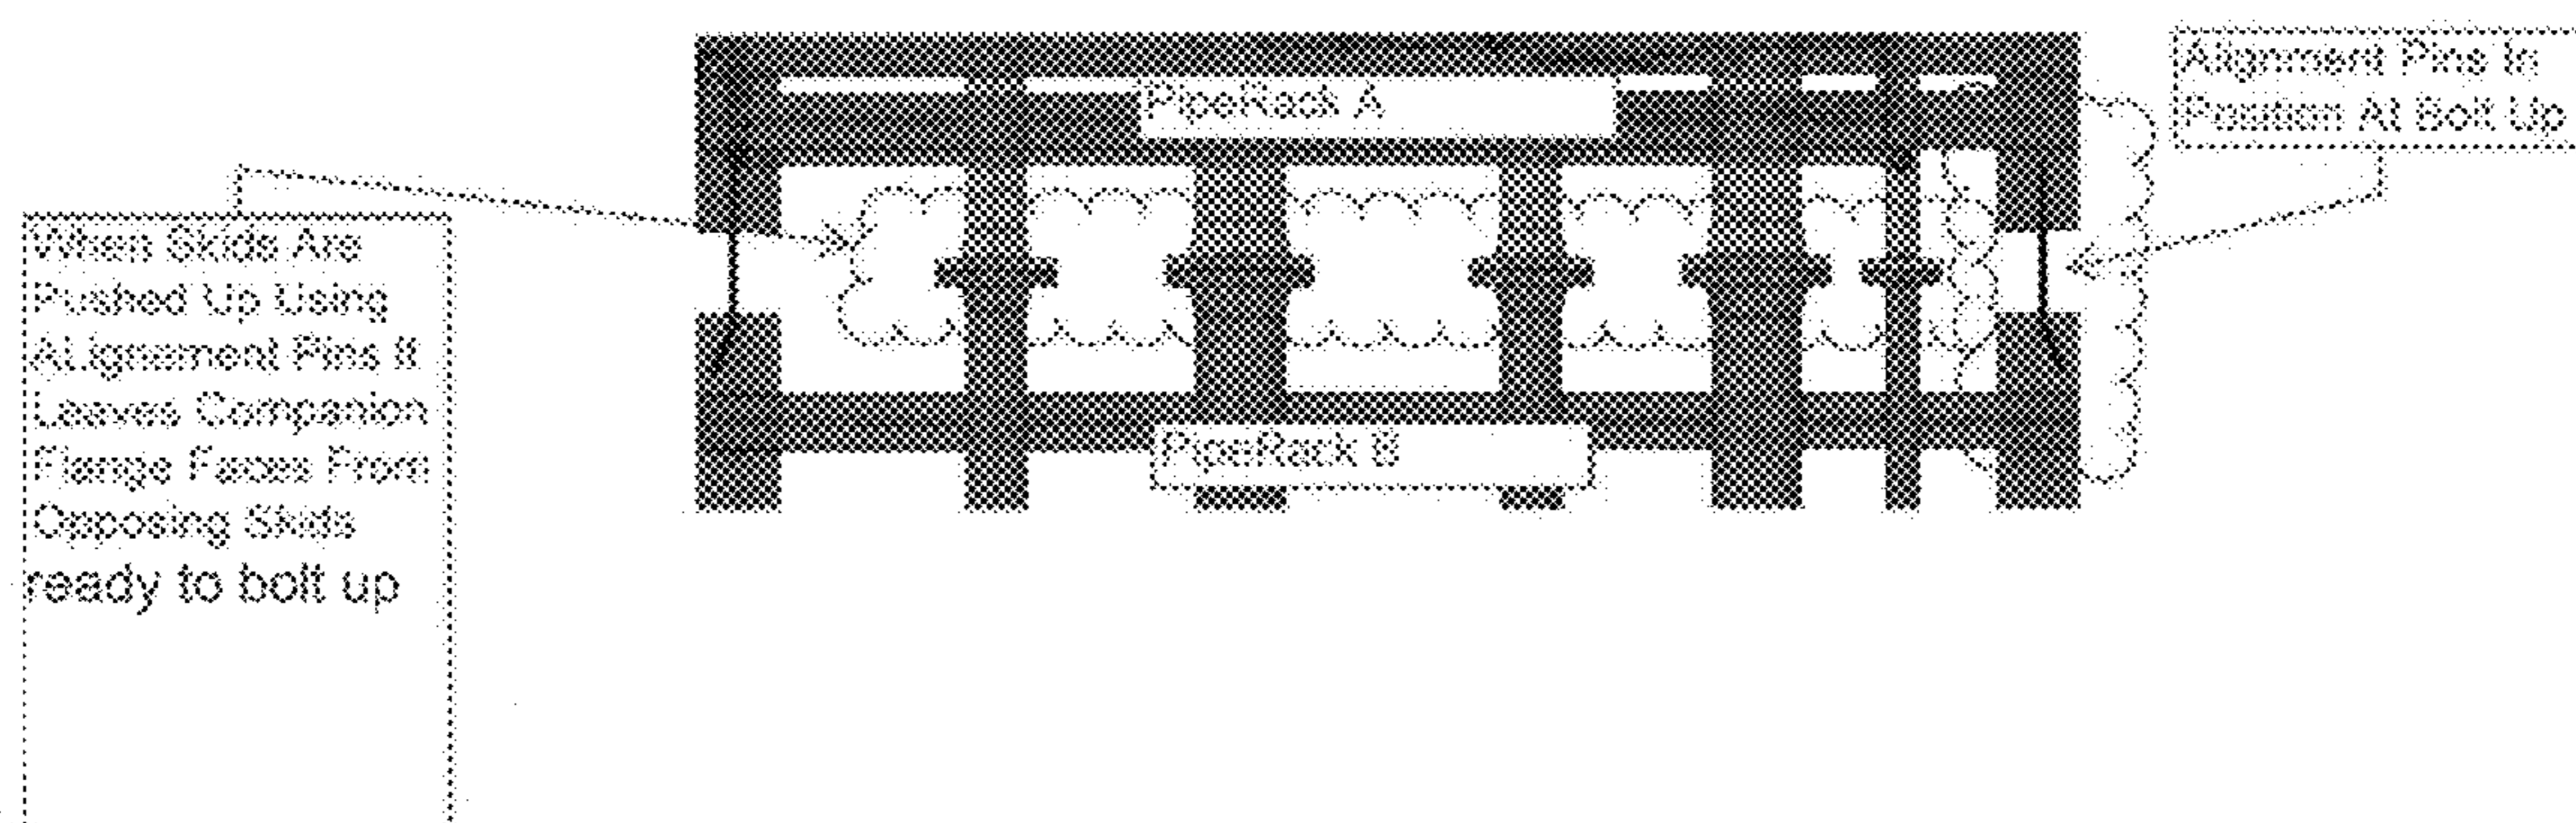 PipeRack A
Alignment Pins In
Position At Bolt Up
When Skids Are
Pushed Up Using
ALignement Pins It
Leaves Companion
Flange Faces From
Opposing Skids
ready to bolt up
PipeRack B